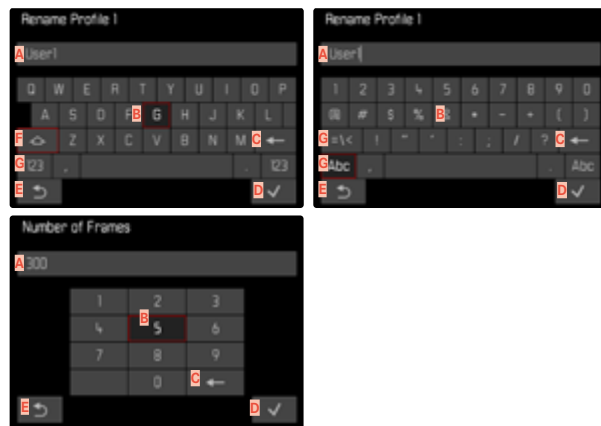 Rename Profile 1
A User1
Q W E R T Y U I O P
A S D F B G H J K L
F Z X C V B N M C ←
G 123 , . 123
E D ✓
Rename Profile 1
A User1
1 2 3 4 5 6 7 8 9 0
@ # $ % B & * - + ( )
G =\< ! " ' : ; / ? C ←
G Abc , . Abc
E D ✓
Number of Frames
A 300
1 2 3
B
4 5 6
7 8 9
0 C ←
E D ✓